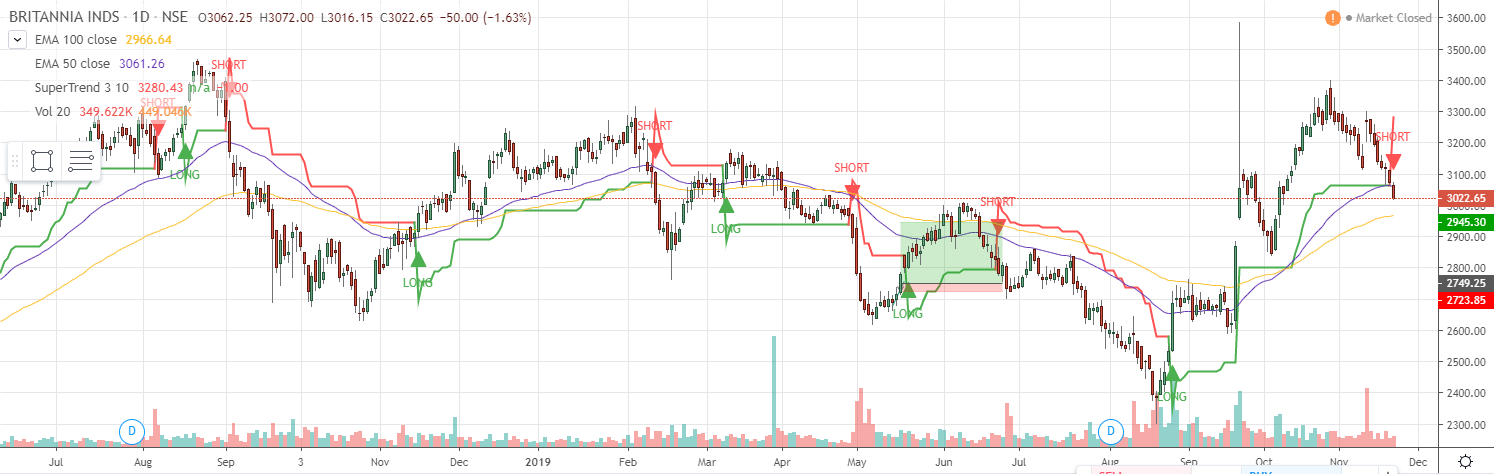 BRITANNIA INDS · 1D · NSE O3062.25 H3072.00 L3016.15 C3022.65 −50.00 (−1.63%)
Market Closed
EMA 100 close 2966.64
EMA 50 close 3061.26
SuperTrend 3 10 3280.43 n/a −1.00
Vol 20 349.622K 449.046K
SHORT
SHORT
SHORT
SHORT
SHORT
SHORT
LONG
LONG
LONG
LONG
LONG
3600.00
3500.00
3400.00
3300.00
3200.00
3100.00
3022.65
3000.00
2945.30
2900.00
2800.00
2749.25
2723.85
2600.00
2500.00
2400.00
2300.00
D
D
Jul Aug Sep 3 Nov Dec 2019 Feb Mar Apr May Jun Jul Aug Sep Oct Nov Dec